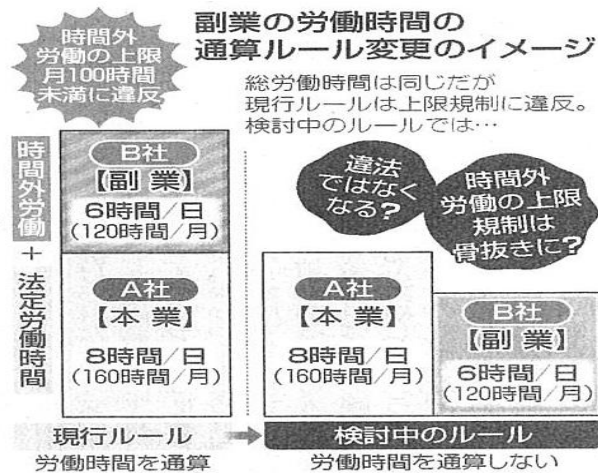 副業の労働時間の
通算ルール変更のイメージ
時間外
労働の上限
月100時間
未満に違反
総労働時間は同じだが
現行ルールは上限規制に違反。
検討中のルールでは…
時間外労働
+
法定労働時間
B社
【副 業】
6時間/日
(120時間/月)
A社
【本 業】
8時間/日
(160時間/月)
違法
ではなく
なる?
時間外
労働の上限
規制は
骨抜きに?
A社
【本 業】
8時間/日
(160時間/月)
B社
【副 業】
6時間/日
(120時間/月)
現行ルール
労働時間を通算
検討中のルール
労働時間を通算しない